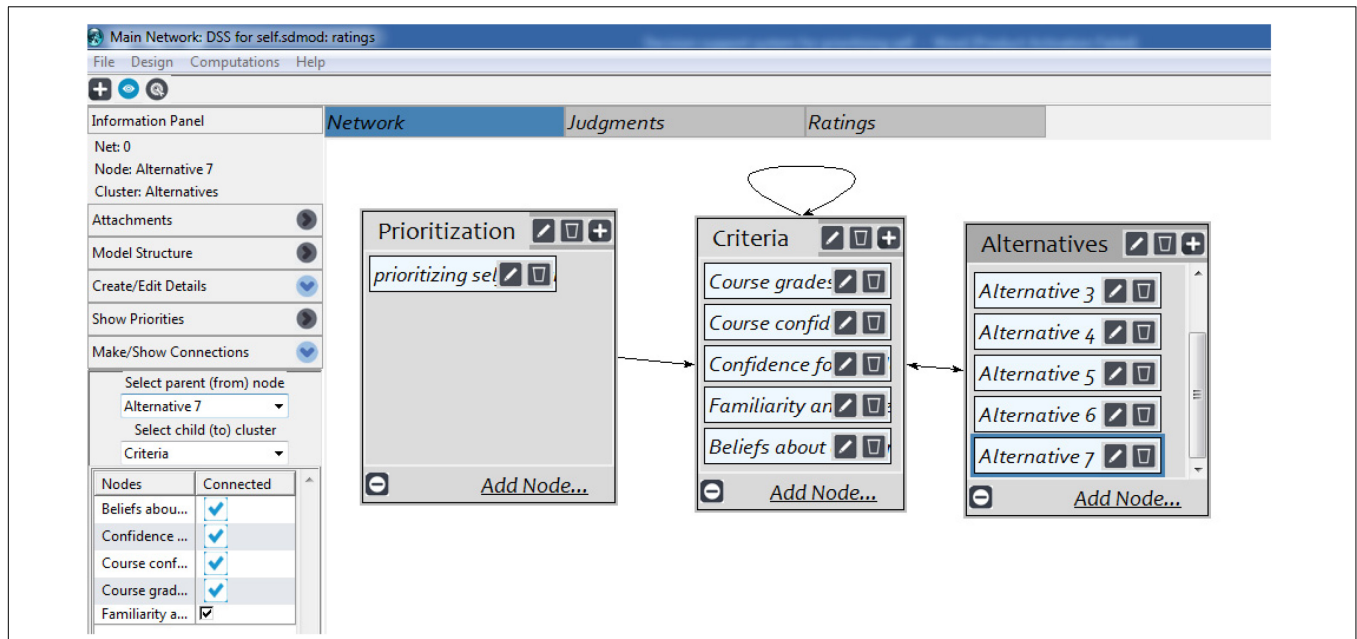 Main Network: DSS for self.sdmod: ratings
File Design Computations Help
Information Panel
Network Judgments Ratings
Net: 0
Node: Alternative 7
Cluster: Alternatives
Attachments
Model Structure
Create/Edit Details
Show Priorities
Make/Show Connections
Select parent (from) node
Alternative 7
Select child (to) cluster
Criteria
Nodes Connected
Beliefs abou...
Confidence ...
Course conf...
Course grad...
Familiarity a...
Prioritization
prioritizing sel
Add Node...
Criteria
Course grades
Course confid
Confidence fo
Familiarity an
Beliefs about
Add Node...
Alternatives
Alternative 3
Alternative 4
Alternative 5
Alternative 6
Alternative 7
Add Node...